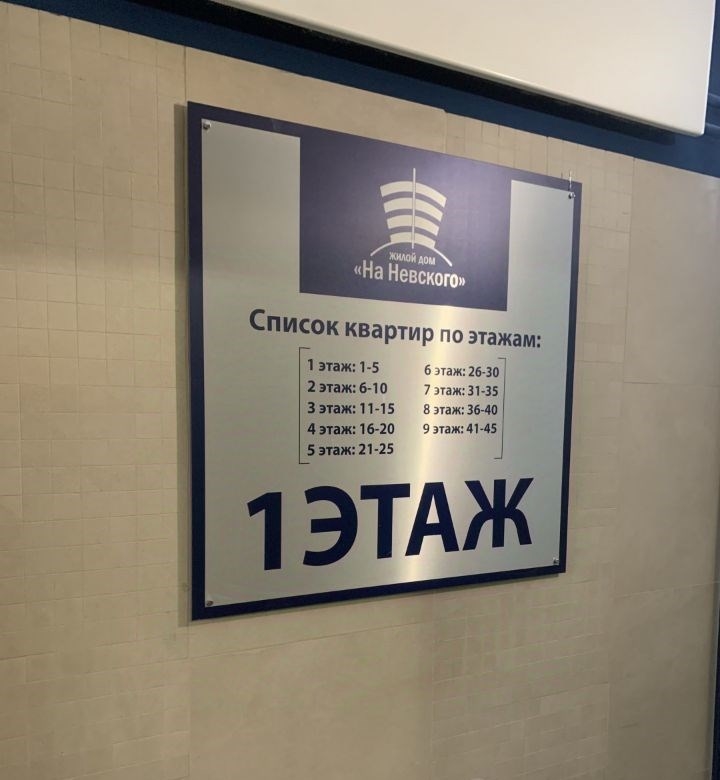 жилой дом
«На Невского»
Список квартир по этажам:
1 этаж: 1-5
2 этаж: 6-10
3 этаж: 11-15
4 этаж: 16-20
5 этаж: 21-25
6 этаж: 26-30
7 этаж: 31-35
8 этаж: 36-40
9 этаж: 41-45
1 ЭТАЖ